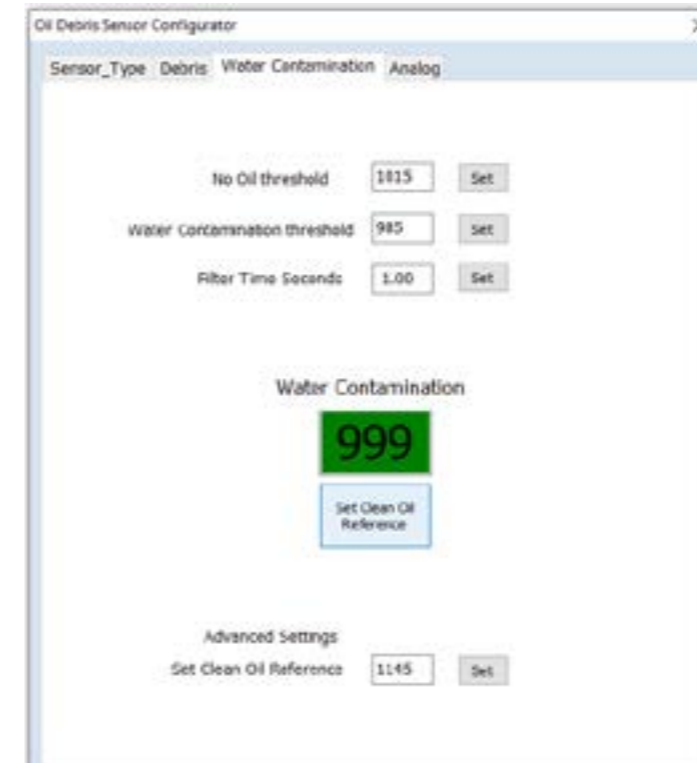 Oil Debris Sensor Configurator
Sensor_Type Debris Water Contamination Analog
No Oil threshold 1015 Set
Water Contamination threshold 985 Set
Filter Time Seconds 1.00 Set
Water Contamination
999
Set Clean Oil
Reference
Advanced Settings
Set Clean Oil Reference 1145 Set